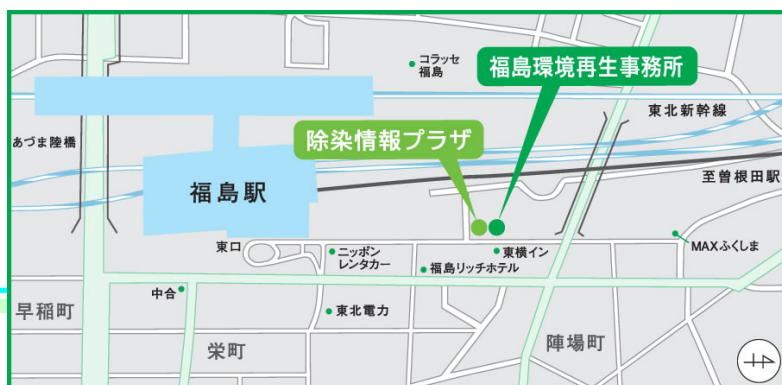 コラッセ
福島
福島環境再生事務所
東北新幹線
あづま陸橋
除染情報プラザ
至曽根田駅
福島駅
東口
ニッポン
レンタカー
東横イン
MAXふくしま
福島リッチホテル
中合
早稲町
東北電力
栄町
陣場町